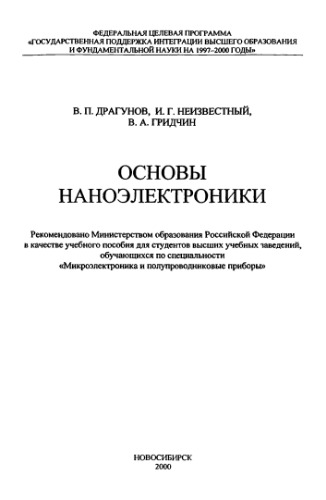 ФЕДЕРАЛЬНАЯ ЦЕЛЕВАЯ ПРОГРАММА
«ГОСУДАРСТВЕННАЯ ПОДДЕРЖКА ИНТЕГРАЦИИ ВЫСШЕГО ОБРАЗОВАНИЯ
И ФУНДАМЕНТАЛЬНОЙ НАУКИ НА 1997–2000 ГОДЫ»
В. П. ДРАГУНОВ, И. Г. НЕИЗВЕСТНЫЙ,
В. А. ГРИДЧИН
ОСНОВЫ
НАНОЭЛЕКТРОНИКИ
Рекомендовано Министерством образования Российской Федерации
в качестве учебного пособия для студентов высших учебных заведений,
обучающихся по специальности
«Микроэлектроника и полупроводниковые приборы»
НОВОСИБИРСК
2000